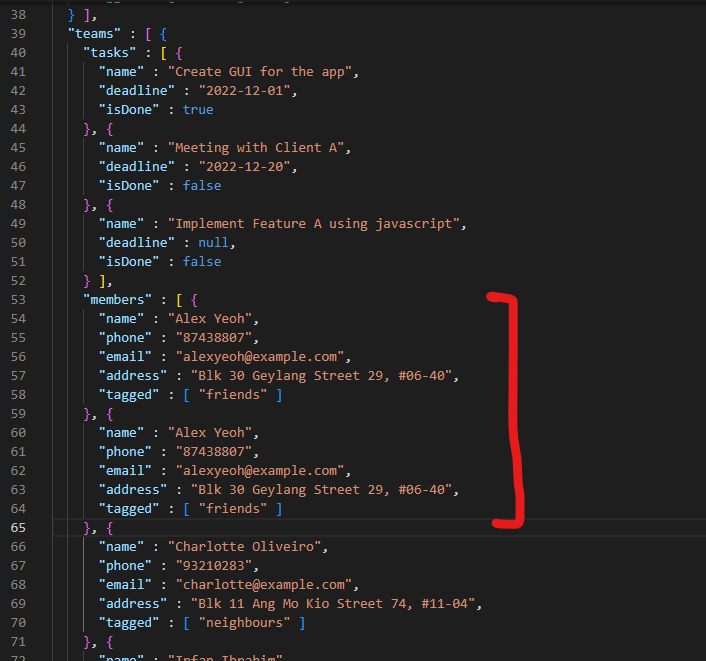 38 } ],
39 "teams" : [ {
40 "tasks" : [ {
41 "name" : "Create GUI for the app",
42 "deadline" : "2022-12-01",
43 "isDone" : true
44 }, {
45 "name" : "Meeting with Client A",
46 "deadline" : "2022-12-20",
47 "isDone" : false
48 }, {
49 "name" : "Implement Feature A using javascript",
50 "deadline" : null,
51 "isDone" : false
52 } ],
53 "members" : [ {
54 "name" : "Alex Yeoh",
55 "phone" : "87438807",
56 "email" : "alexyeoh@example.com",
57 "address" : "Blk 30 Geylang Street 29, #06-40",
58 "tagged" : [ "friends" ]
59 }, {
60 "name" : "Alex Yeoh",
61 "phone" : "87438807",
62 "email" : "alexyeoh@example.com",
63 "address" : "Blk 30 Geylang Street 29, #06-40",
64 "tagged" : [ "friends" ]
65 }, {
66 "name" : "Charlotte Oliveiro",
67 "phone" : "93210283",
68 "email" : "charlotte@example.com",
69 "address" : "Blk 11 Ang Mo Kio Street 74, #11-04",
70 "tagged" : [ "neighbours" ]
71 }, {
72 "name" : "Irfan Ibrahim"